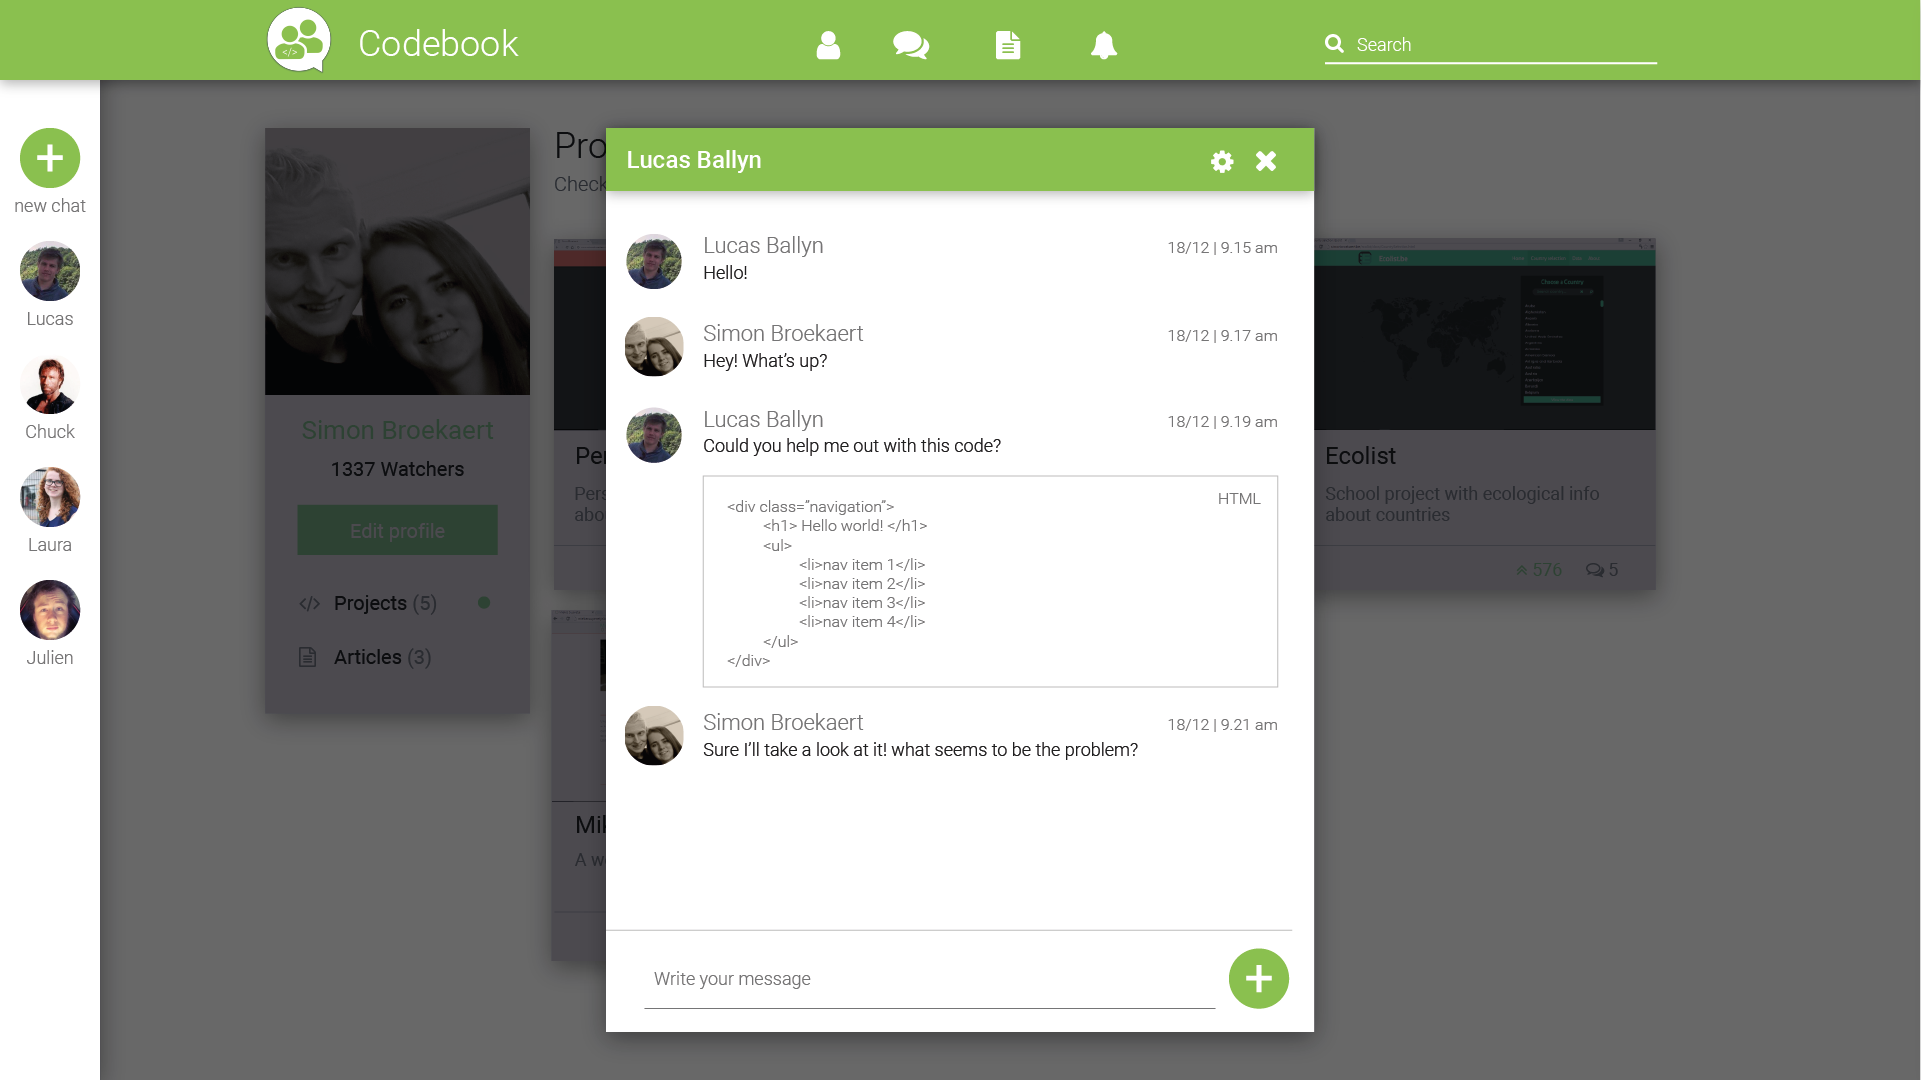 Codebook
Search
new chat
Lucas
Chuck
Laura
Julien
Simon Broekaert
1337 Watchers
Edit profile
</> Projects (5)
Articles (3)
Lucas Ballyn
Lucas Ballyn
18/12 | 9.15 am
Hello!
Simon Broekaert
18/12 | 9.17 am
Hey! What’s up?
Lucas Ballyn
18/12 | 9.19 am
Could you help me out with this code?
HTML
<div class=”navigation”>
<h1> Hello world! </h1>
<ul>
<li>nav item 1</li>
<li>nav item 2</li>
<li>nav item 3</li>
<li>nav item 4</li>
</ul>
</div>
Simon Broekaert
18/12 | 9.21 am
Sure I’ll take a look at it! what seems to be the problem?
Write your message
Choose a Country
Ecolist
School project with ecological info
about countries
576
5